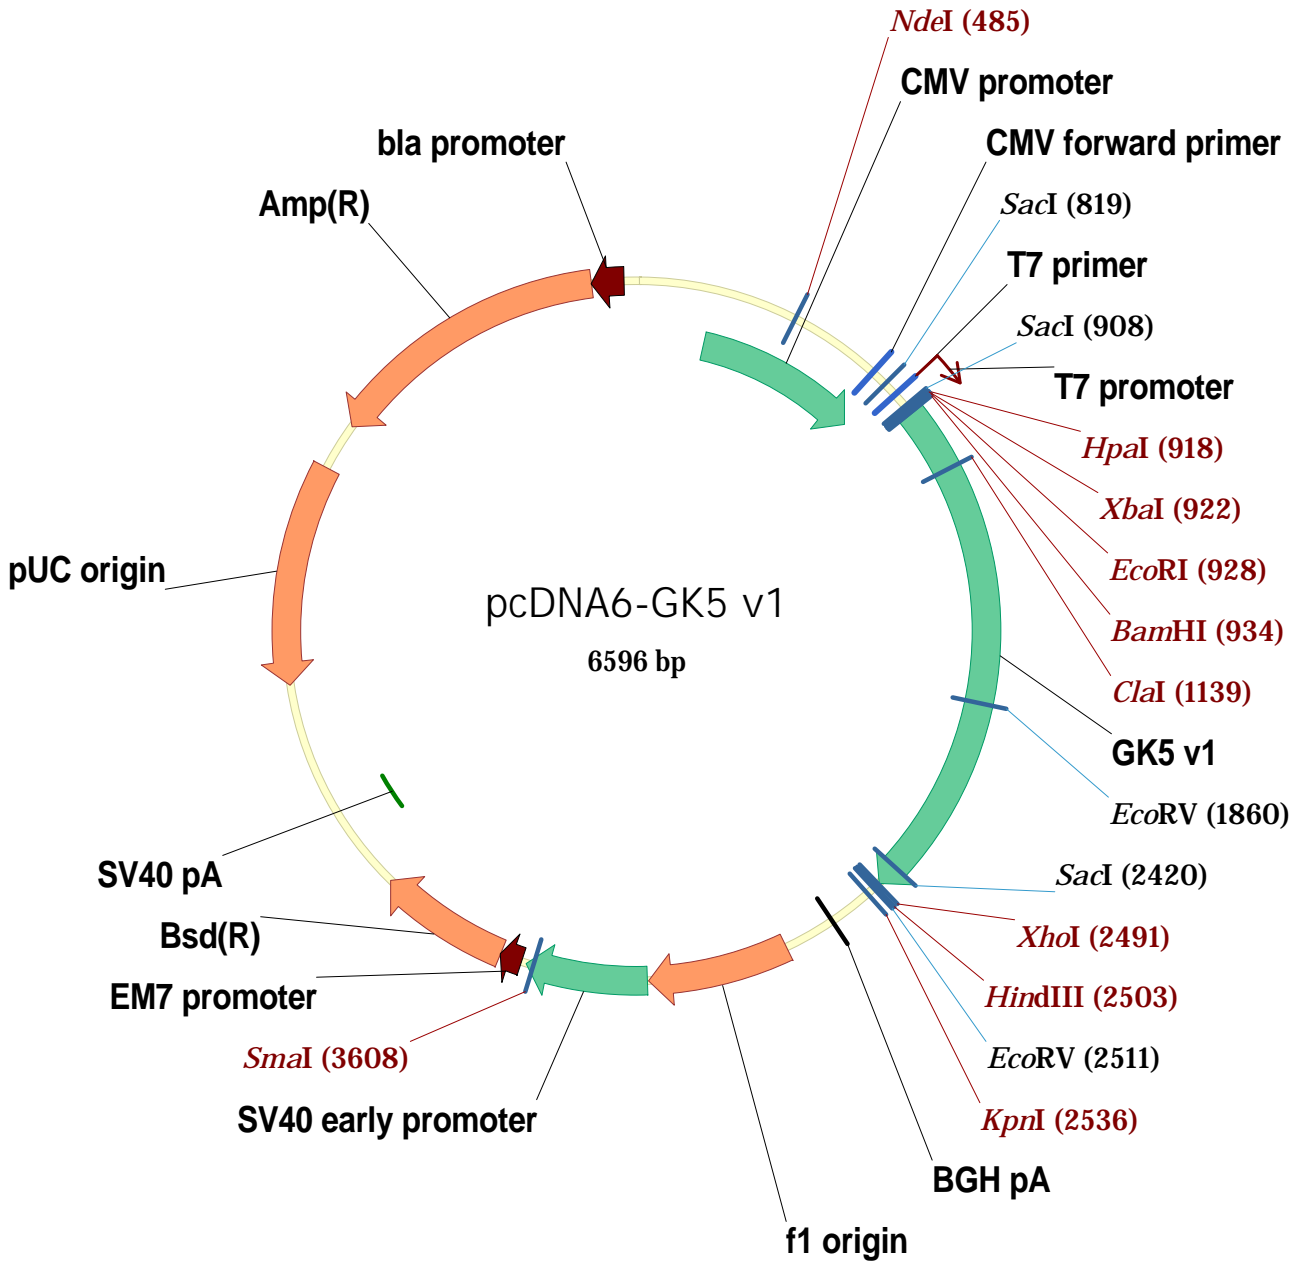 NdeI (485)
CMV promoter
bla promoter
CMV forward primer
Amp(R)
SacI (819)
T7 primer
SacI (908)
T7 promoter
HpaI (918)
XbaI (922)
EcoRI (928)
pUC origin
BamHI (934)
pcDNA6-GK5 v1
6596 bp
ClaI (1139)
GK5 v1
EcoRV (1860)
SV40 pA
SacI (2420)
Bsd(R)
XhoI (2491)
EM7 promoter
HindIII (2503)
SmaI (3608)
EcoRV (2511)
SV40 early promoter
KpnI (2536)
BGH pA
f1 origin